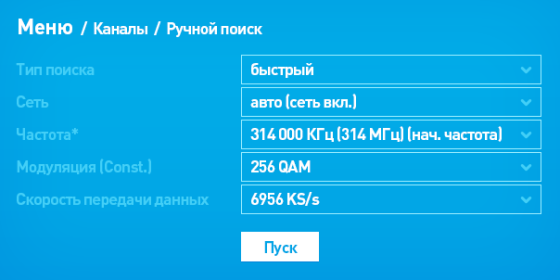 Меню / Каналы / Ручной поиск
Тип поиска быстрый
Сеть авто (сеть вкл.)
Частота* 314 000 КГц (314 МГц) (нач. частота)
Модуляция (Const.) 256 QAM
Скорость передачи данных 6956 KS/s
Пуск